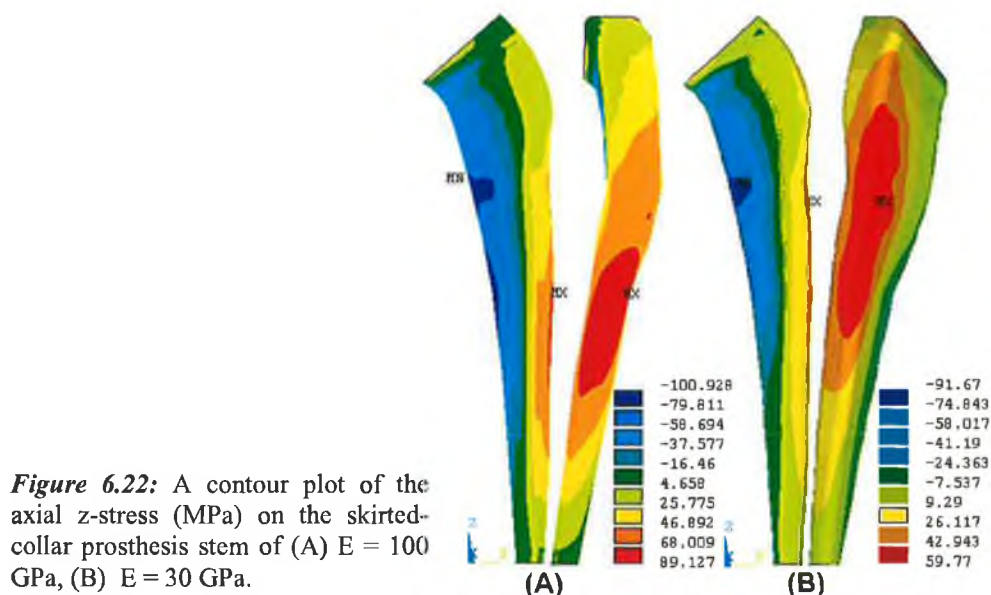 MN
MX
MX
MX
MX
-100.928
-79.811
-58.694
-37.577
-16.46
4.658
25.775
46.892
68.009
89.127
-91.67
-74.843
-58.017
-41.19
-24.363
-7.537
9.29
26.117
42.943
59.77
Z
Z
(A)
(B)
Figure 6.22: A contour plot of the
axial z-stress (MPa) on the skirted-
collar prosthesis stem of (A) E = 100
GPa, (B) E = 30 GPa.